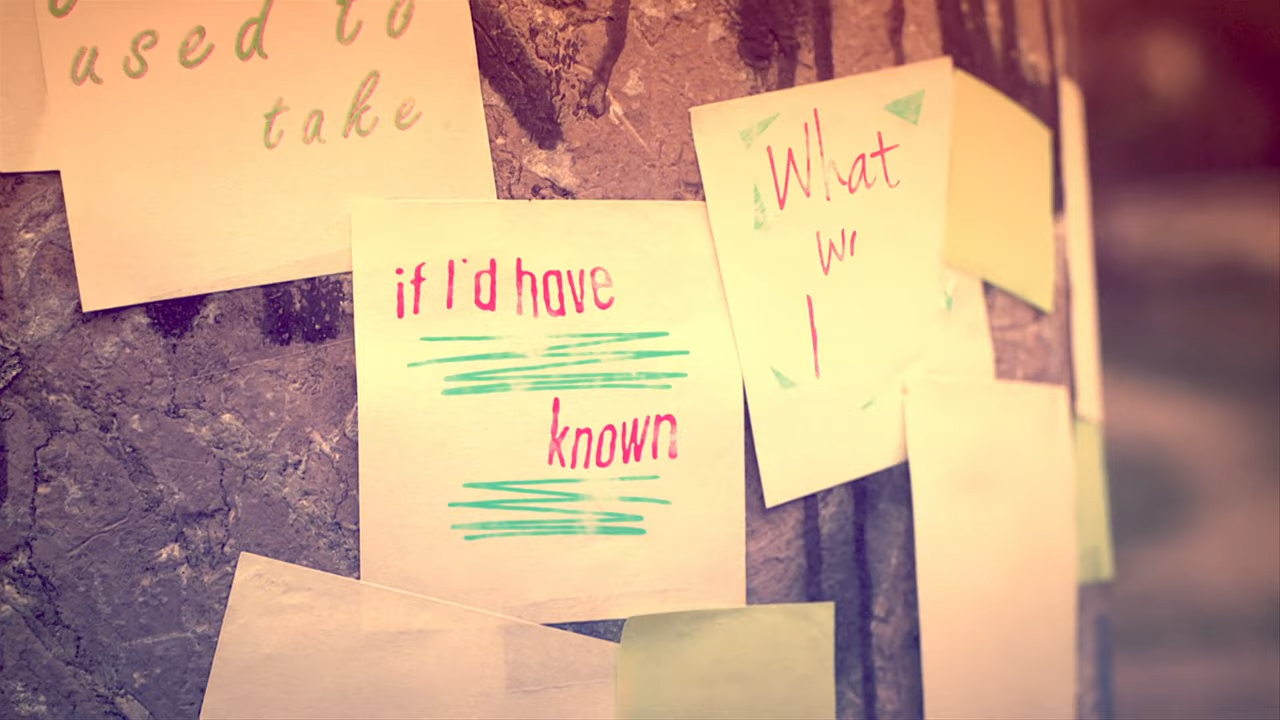 used to
take
if I'd have
known
What
I